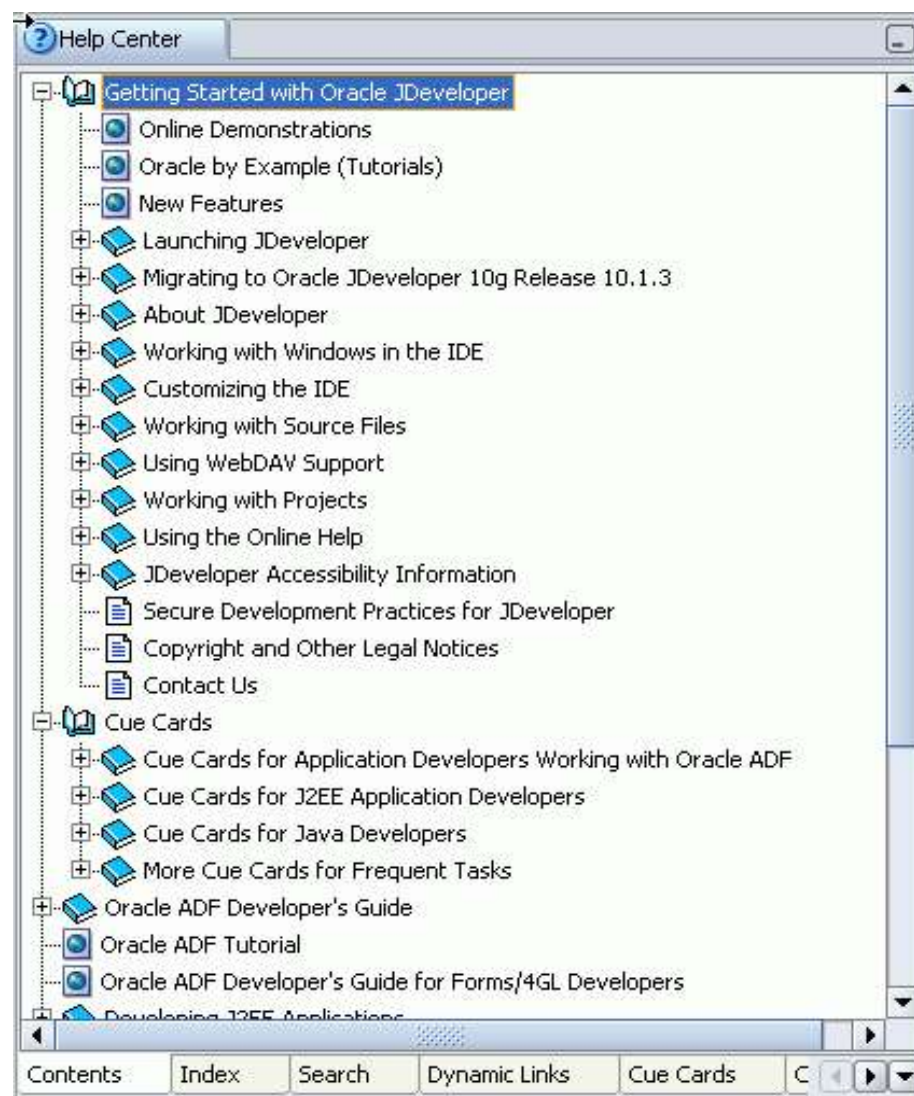 Help Center
Getting Started with Oracle JDeveloper
Online Demonstrations
Oracle by Example (Tutorials)
New Features
Launching JDeveloper
Migrating to Oracle JDeveloper 10g Release 10.1.3
About JDeveloper
Working with Windows in the IDE
Customizing the IDE
Working with Source Files
Using WebDAV Support
Working with Projects
Using the Online Help
JDeveloper Accessibility Information
Secure Development Practices for JDeveloper
Copyright and Other Legal Notices
Contact Us
Cue Cards
Cue Cards for Application Developers Working with Oracle ADF
Cue Cards for J2EE Application Developers
Cue Cards for Java Developers
More Cue Cards for Frequent Tasks
Oracle ADF Developer's Guide
Oracle ADF Tutorial
Oracle ADF Developer's Guide for Forms/4GL Developers
Developing J2EE Applications
Contents Index Search Dynamic Links Cue Cards